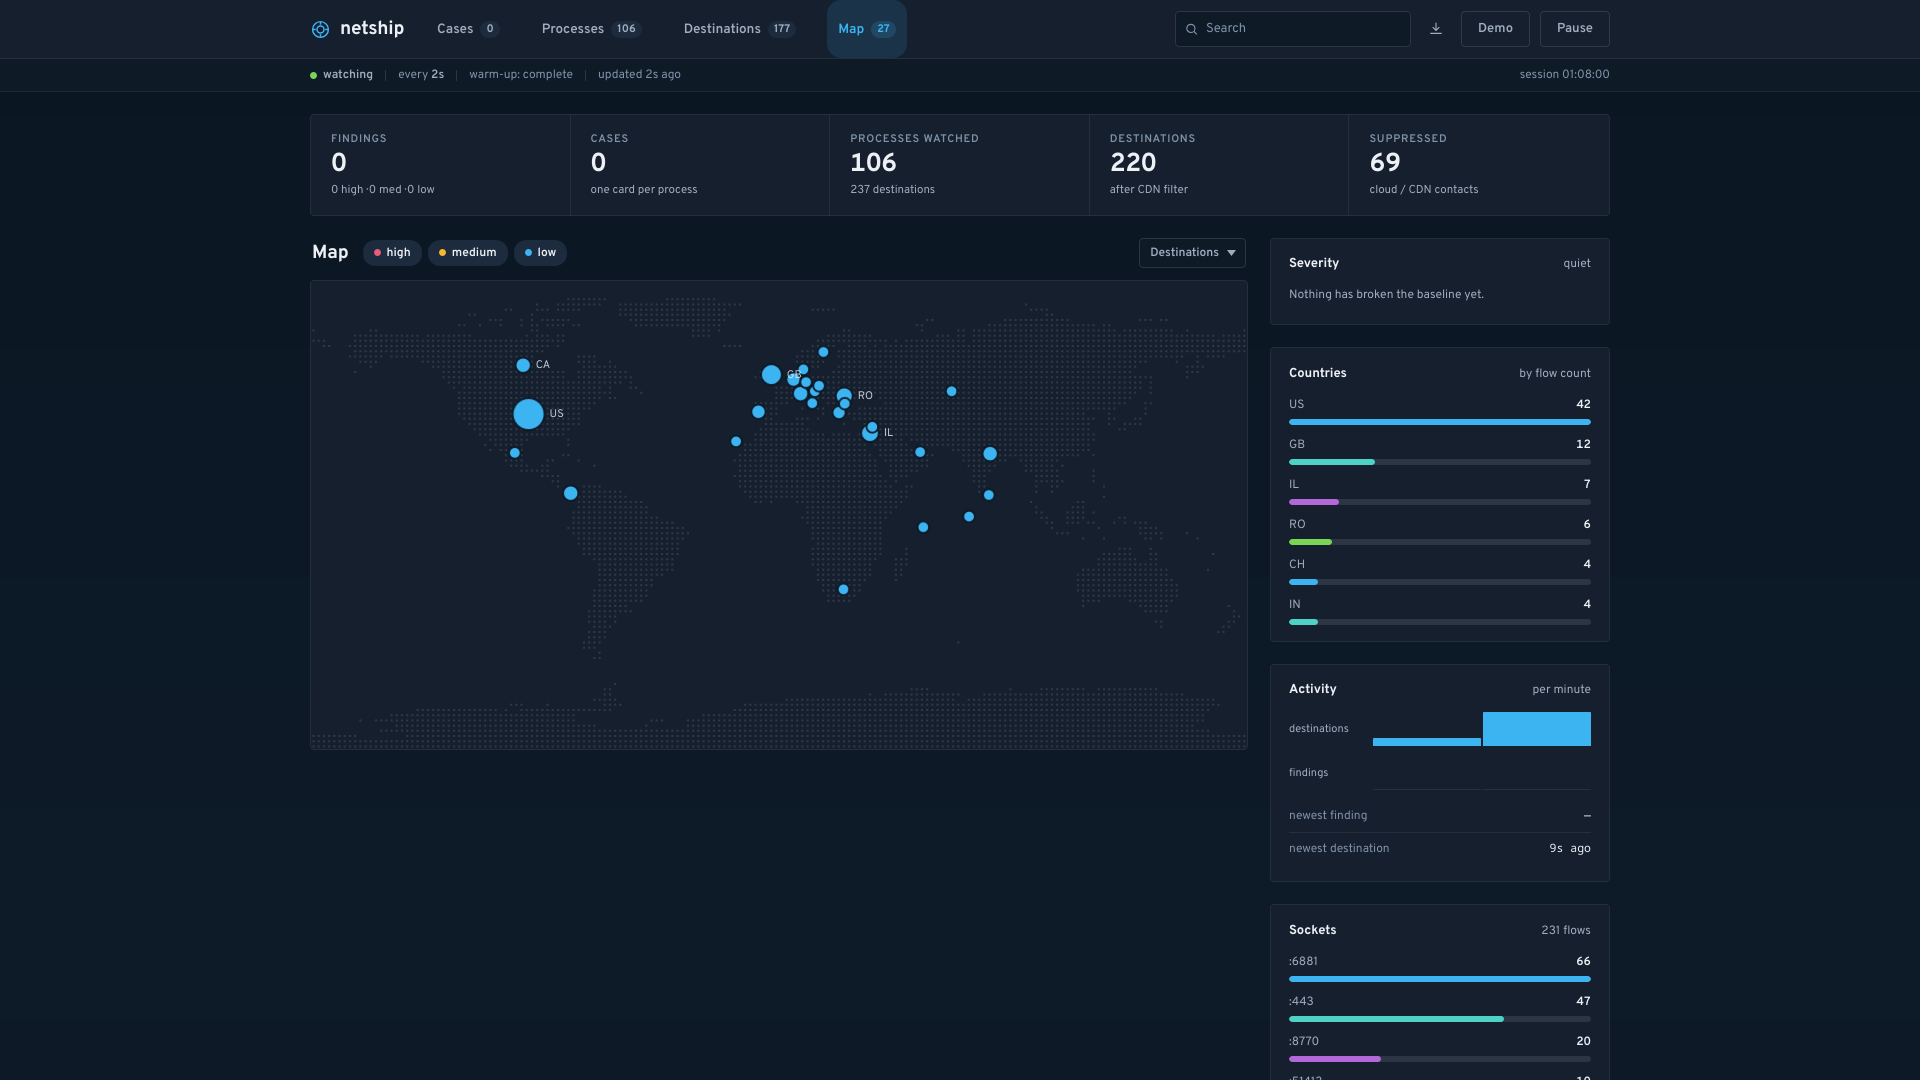 netship
Cases 0
Processes 106
Destinations 177
Map 27
Search
Demo
Pause
watching
every 2s
warm-up: complete
updated 2s ago
session 01:08:00
FINDINGS
0
0 high ·0 med ·0 low
CASES
0
one card per process
PROCESSES WATCHED
106
237 destinations
DESTINATIONS
220
after CDN filter
SUPPRESSED
69
cloud / CDN contacts
Map
high
medium
low
Destinations
CA
US
GB
RO
IL
Severity
quiet
Nothing has broken the baseline yet.
Countries
by flow count
US 42
GB 12
IL 7
RO 6
CH 4
IN 4
Activity
per minute
destinations
findings
newest finding –
newest destination 9s ago
Sockets
231 flows
:6881 66
:443 47
:8770 20